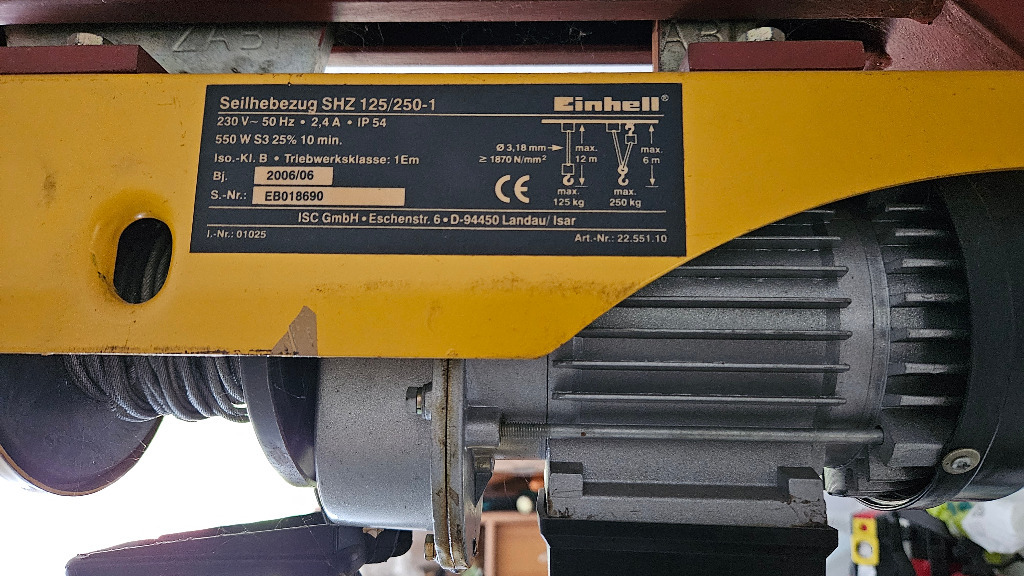 ZABI
ABI
Seilhebezug SHZ 125/250-1
Einhell®
230 V~ 50 Hz • 2,4 A • IP 54
550 W S3 25% 10 min.
Iso.-Kl. B • Triebwerksklasse: 1Em
Bj. 2006/06
S.-Nr.: EB018690
Ø 3,18 mm
≥ 1870 N/mm²
max.
12 m
max.
6 m
CE
max.
125 kg
max.
250 kg
ISC GmbH • Eschenstr. 6 • D-94450 Landau/ Isar
I.-Nr.: 01025
Art.-Nr.: 22.551.10